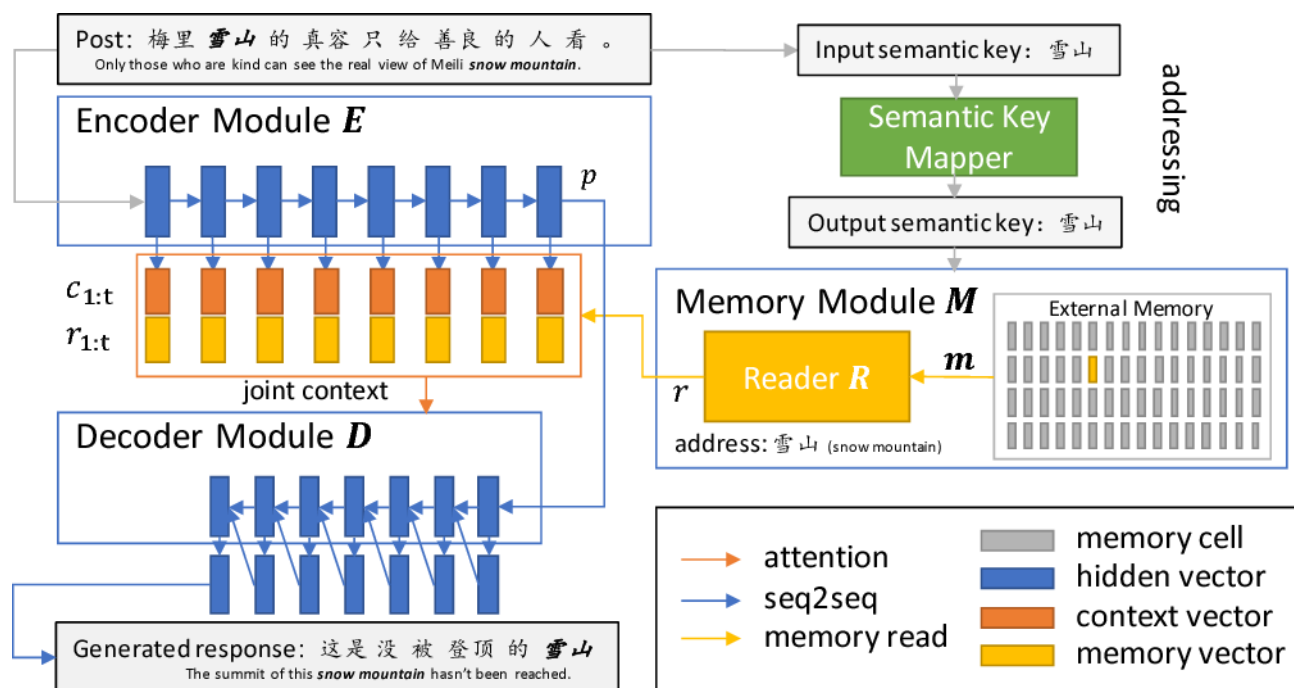 Post: 梅里 雪山 的 真容 只 给 善良 的 人 看 。
Only those who are kind can see the real view of Meili snow mountain.
Input semantic key: 雪山
addressing
Encoder Module E
Semantic Key
Mapper
p
Output semantic key: 雪山
c1:t
r1:t
Memory Module M
External Memory
Reader R
m
r
joint context
address: 雪山 (snow mountain)
Decoder Module D
attention
seq2seq
memory read
memory cell
hidden vector
context vector
memory vector
Generated response: 这是 没 被 登顶 的 雪山
The summit of this snow mountain hasn't been reached.